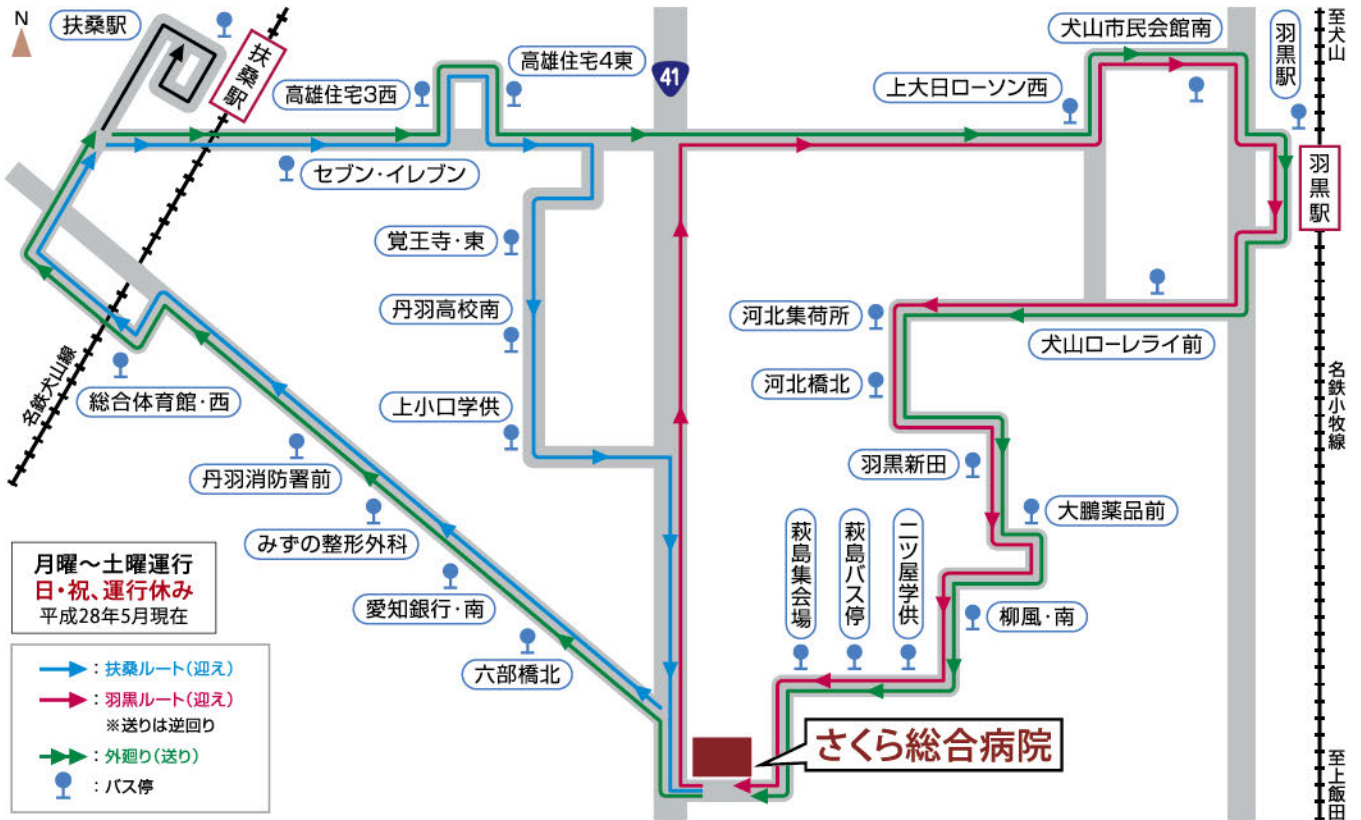 N
扶桑駅
扶桑駅
高雄住宅3西
高雄住宅4東
41
犬山市民会館南
上大日ローソン西
羽黒駅
至犬山
羽黒駅
セブン・イレブン
覚王寺・東
丹羽高校南
上小口学供
河北集荷所
犬山ローレライ前
河北橋北
名鉄小牧線
名鉄犬山線
総合体育館・西
丹羽消防署前
みずの整形外科
愛知銀行・南
六部橋北
羽黒新田
大鵬薬品前
萩島集会場
萩島バス停
二ツ屋学供
柳風・南
さくら総合病院
至上飯田
月曜～土曜運行
日・祝、運行休み
平成28年5月現在
：扶桑ルート(迎え)
：羽黒ルート(迎え)
※送りは逆回り
：外廻り(送り)
：バス停